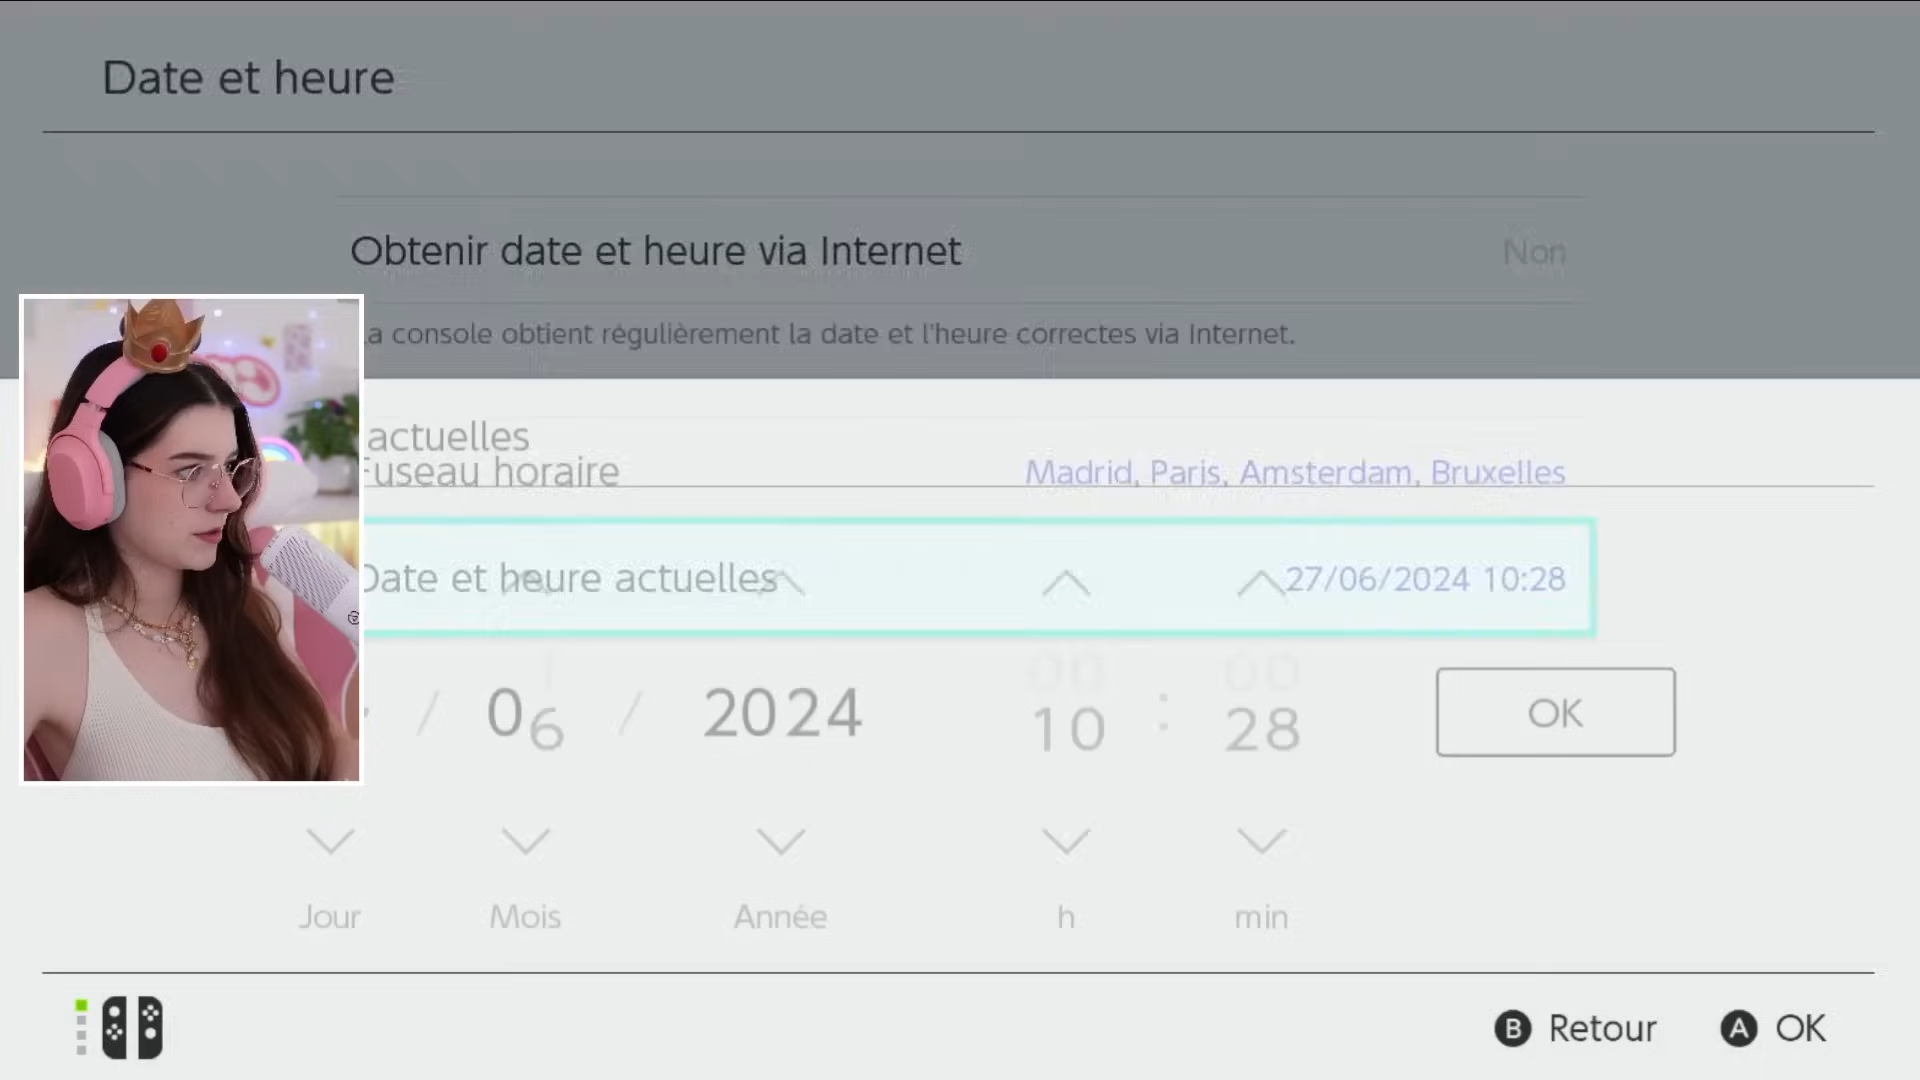 Date et heure
Obtenir date et heure via Internet Non
a console obtient régulièrement la date et l'heure correctes via Internet.
actuelles
Fuseau horaire Madrid, Paris, Amsterdam, Bruxelles
Date et heure actuelles 27/06/2024 10:28
00 00
/ 06 / 2024 10 : 28 OK
Jour Mois Année h min
B Retour A OK